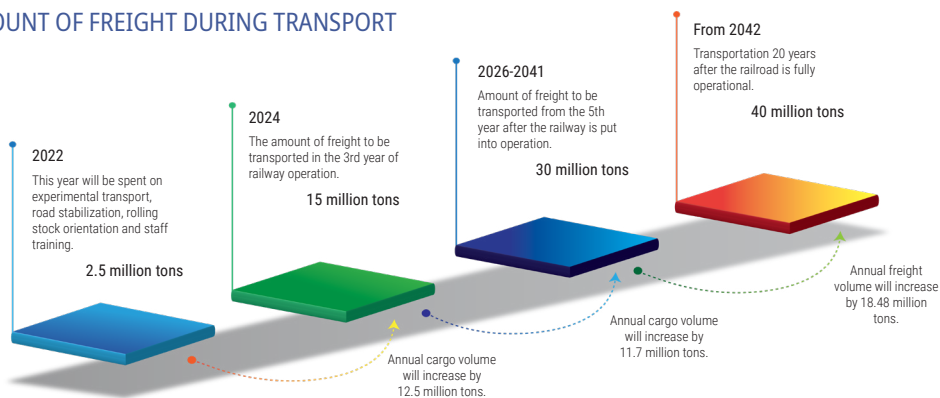 OUNT OF FREIGHT DURING TRANSPORT
2022
This year will be spent on
experimental transport,
road stabilization, rolling
stock orientation and staff
training.
2.5 million tons
2024
The amount of freight to be
transported in the 3rd year of
railway operation.
15 million tons
2026-2041
Amount of freight to be
transported from the 5th
year after the railway is put
into operation.
30 million tons
From 2042
Transportation 20 years
after the railroad is fully
operational.
40 million tons
Annual cargo volume
will increase by
12.5 million tons.
Annual cargo volume
will increase by
11.7 million tons.
Annual freight
volume will increase
by 18.48 million
tons.